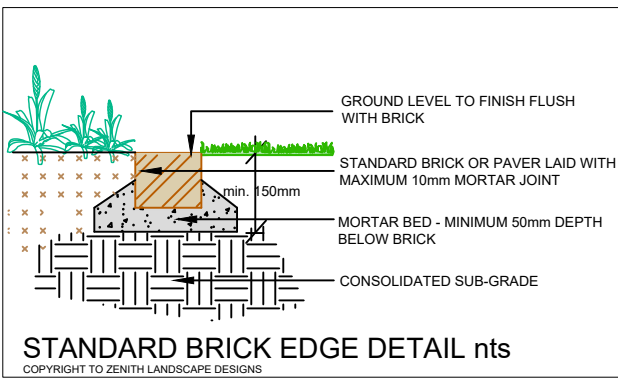 GROUND LEVEL TO FINISH FLUSH
WITH BRICK
STANDARD BRICK OR PAVER LAID WITH
MAXIMUM 10mm MORTAR JOINT
min. 150mm
MORTAR BED - MINIMUM 50mm DEPTH
BELOW BRICK
CONSOLIDATED SUB-GRADE
STANDARD BRICK EDGE DETAIL nts
COPYRIGHT TO ZENITH LANDSCAPE DESIGNS